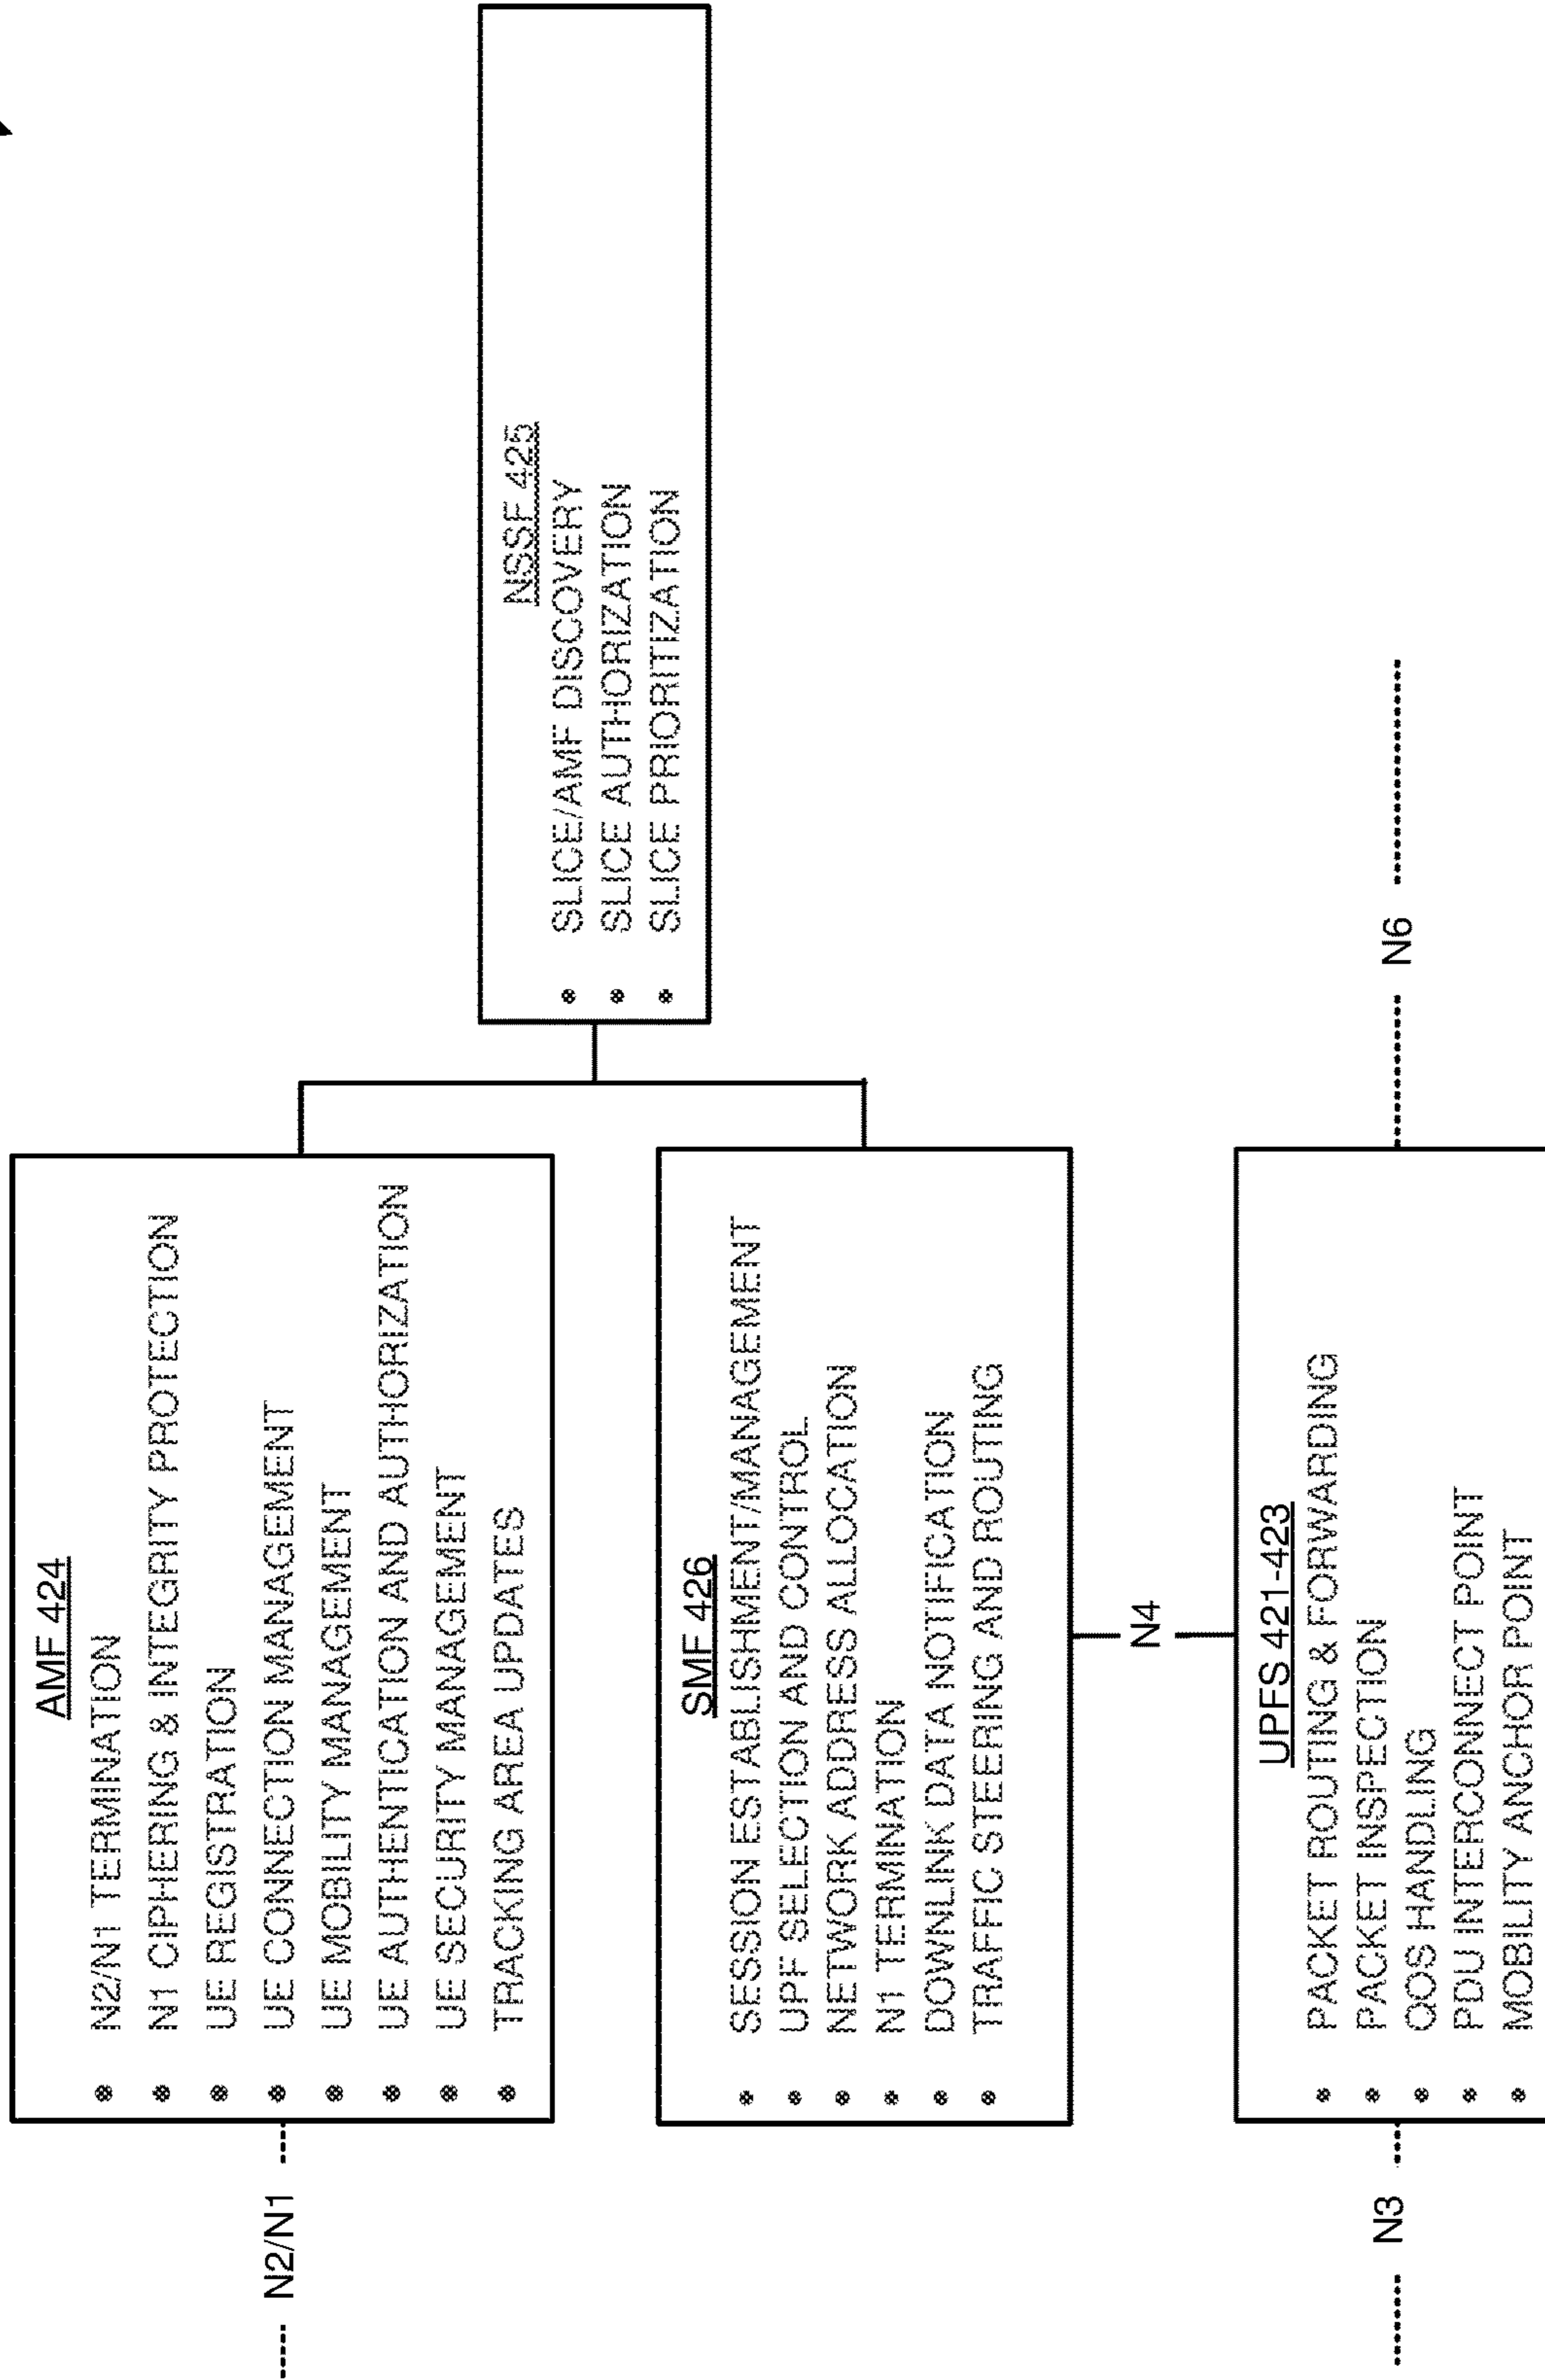 AMF 424
• N2/N1 TERMINATION
• N1 CIPHERING & INTEGRITY PROTECTION
• UE REGISTRATION
• UE CONNECTION MANAGEMENT
• UE MOBILITY MANAGEMENT
• UE AUTHENTICATION AND AUTHORIZATION
• UE SECURITY MANAGEMENT
• TRACKING AREA UPDATES
N2/N1
NSSF 425
• SLICE/AMF DISCOVERY
• SLICE AUTHORIZATION
• SLICE PRIORITIZATION
SMF 426
• SESSION ESTABLISHMENT/MANAGEMENT
• UPF SELECTION AND CONTROL
• NETWORK ADDRESS ALLOCATION
• N1 TERMINATION
• DOWNLINK DATA NOTIFICATION
• TRAFFIC STEERING AND ROUTING
N4
UPFS 421-423
• PACKET ROUTING & FORWARDING
• PACKET INSPECTION
• QOS HANDLING
• PDU INTERCONNECT POINT
• MOBILITY ANCHOR POINT
N3
N6